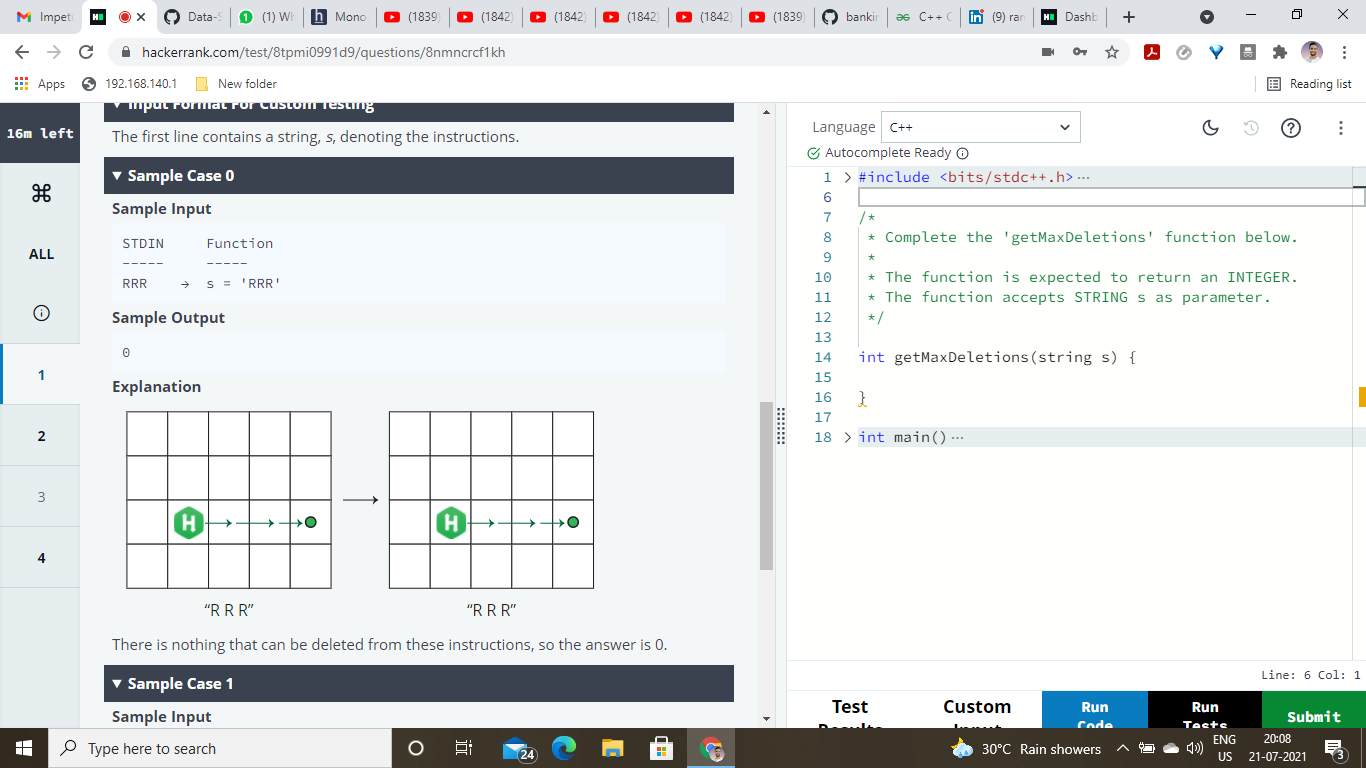 Impet
Data-S
(1) Wh
Mono
(1839)
(1842)
(1842)
(1842)
(1842)
(1839)
bankin
C++ C
(9) ran
Dashb
hackerrank.com/test/8tpmi0991d9/questions/8nmncrcf1kh
Apps
192.168.140.1
New folder
Reading list
16m left
ALL
1
2
3
4
Input Format For Custom Testing
The first line contains a string, s, denoting the instructions.
Sample Case 0
Sample Input
STDIN Function
----- -----
RRR → s = 'RRR'
Sample Output
0
Explanation
H
H
“R R R”
“R R R”
There is nothing that can be deleted from these instructions, so the answer is 0.
Sample Case 1
Sample Input
Language C++
Autocomplete Ready
1 #include <bits/stdc++.h>
6
7 /*
8 * Complete the 'getMaxDeletions' function below.
9 *
10 * The function is expected to return an INTEGER.
11 * The function accepts STRING s as parameter.
12 */
13
14 int getMaxDeletions(string s) {
15
16 }
17
18 int main()
Line: 6 Col: 1
Test Results
Custom Input
Run Code
Run Tests
Submit
Type here to search
24
30°C Rain showers
ENG
US
20:08
21-07-2021
3